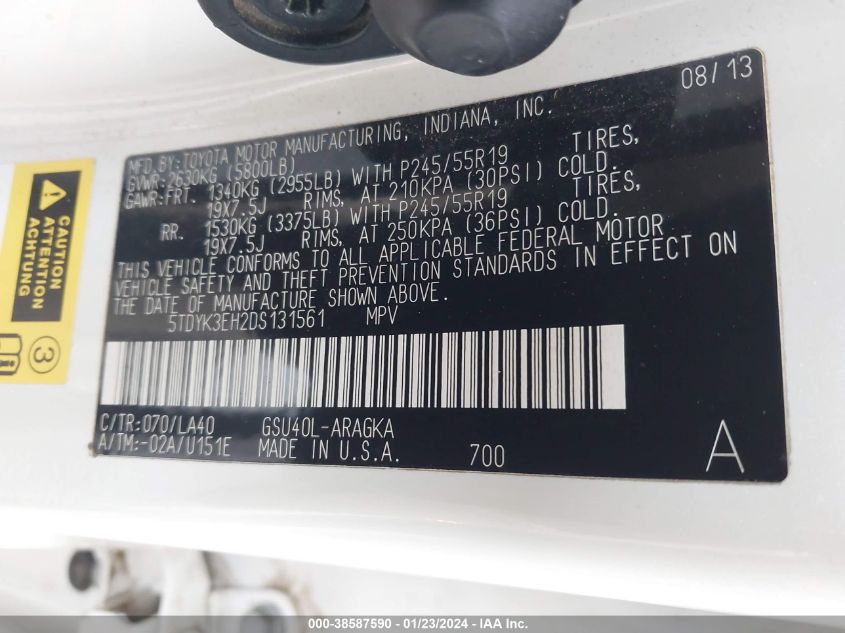 08/13
MFD.BY:TOYOTA MOTOR MANUFACTURING, INDIANA, INC.
GVWR:2630KG (5800LB)
GAWR:FRT. 1340KG (2955LB) WITH P245/55R19 TIRES,
19X7.5J RIMS, AT 210KPA (30PSI) COLD.
RR. 1530KG (3375LB) WITH P245/55R19 TIRES,
19X7.5J RIMS, AT 250KPA (36PSI) COLD.
THIS VEHICLE CONFORMS TO ALL APPLICABLE FEDERAL MOTOR
VEHICLE SAFETY AND THEFT PREVENTION STANDARDS IN EFFECT ON
THE DATE OF MANUFACTURE SHOWN ABOVE.
5TDYK3EH2DS131561 MPV
C/TR:070/LA40 GSU40L-ARAGKA
A/TM:-02A/U151E MADE IN U.S.A. 700 A
CAUTION
ATTENTION
ACHTUNG
3
000-38587590 - 01/23/2024 - IAA Inc.